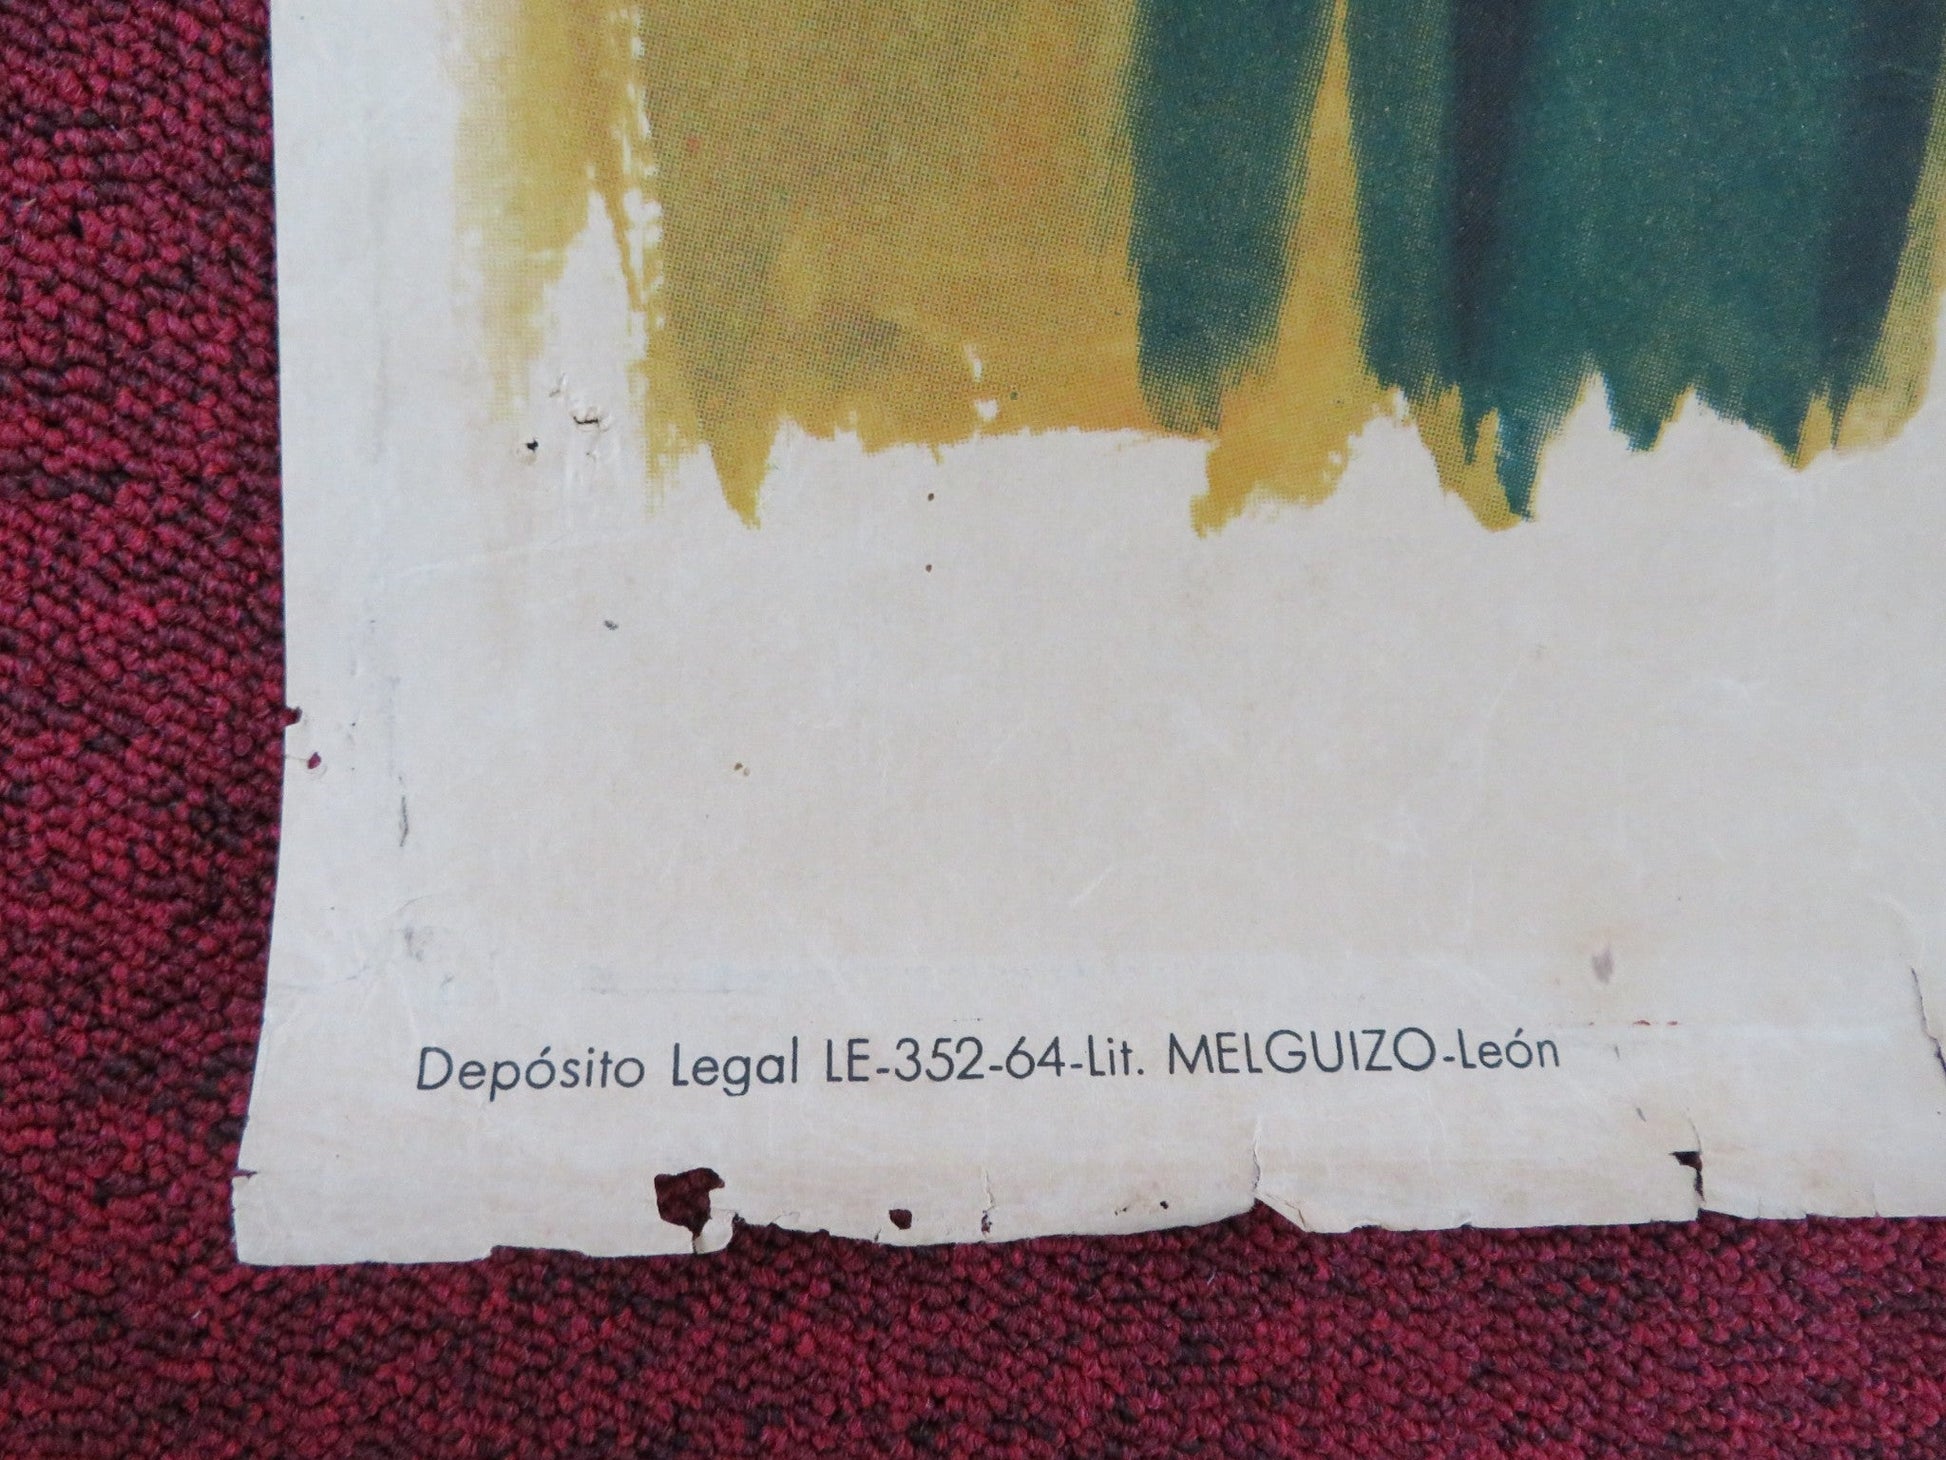 Depósito Legal LE-352-64-Lit. MELGUIZO-León